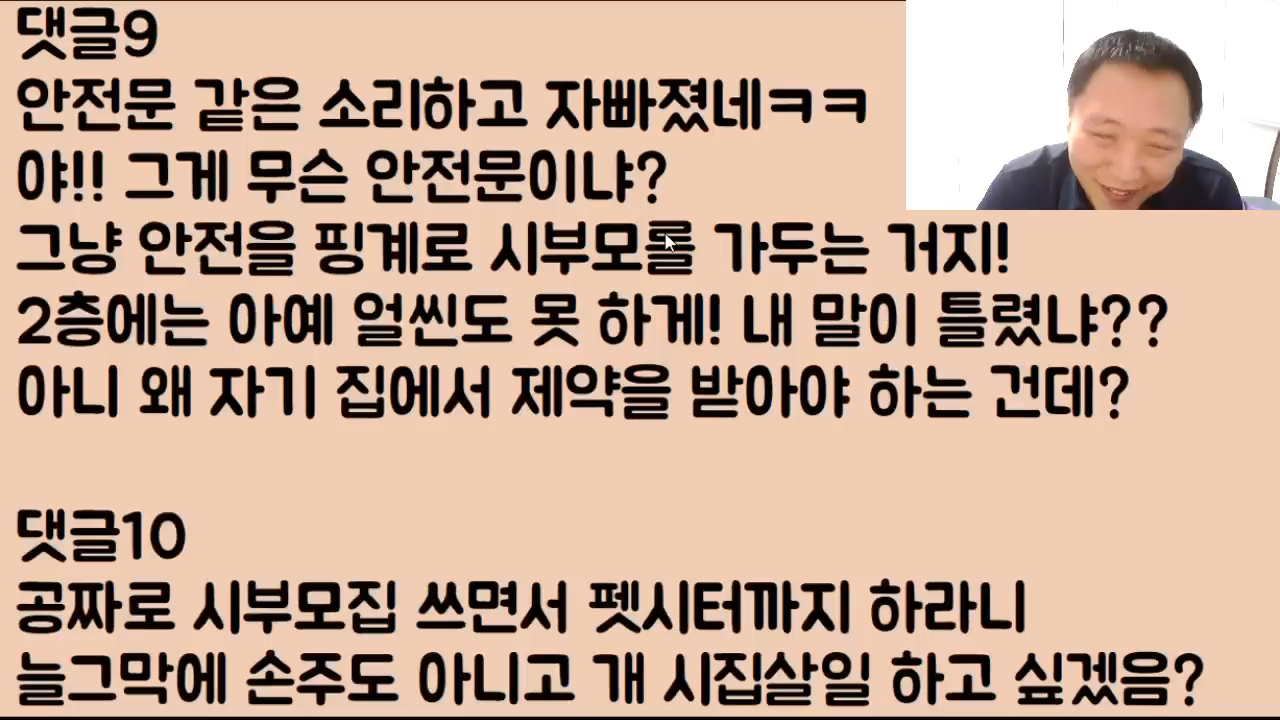 댓글9
안전문 같은 소리하고 자빠졌네ㅋㅋ
야!! 그게 무슨 안전문이냐?
그냥 안전을 핑계로 시부모를 가두는 거지!
2층에는 아예 얼씬도 못 하게! 내 말이 틀렸냐??
아니 왜 자기 집에서 제약을 받아야 하는 건데?
댓글10
공짜로 시부모집 쓰면서 펫시터까지 하라니
늘그막에 손주도 아니고 개 시집살일 하고 싶겠음?